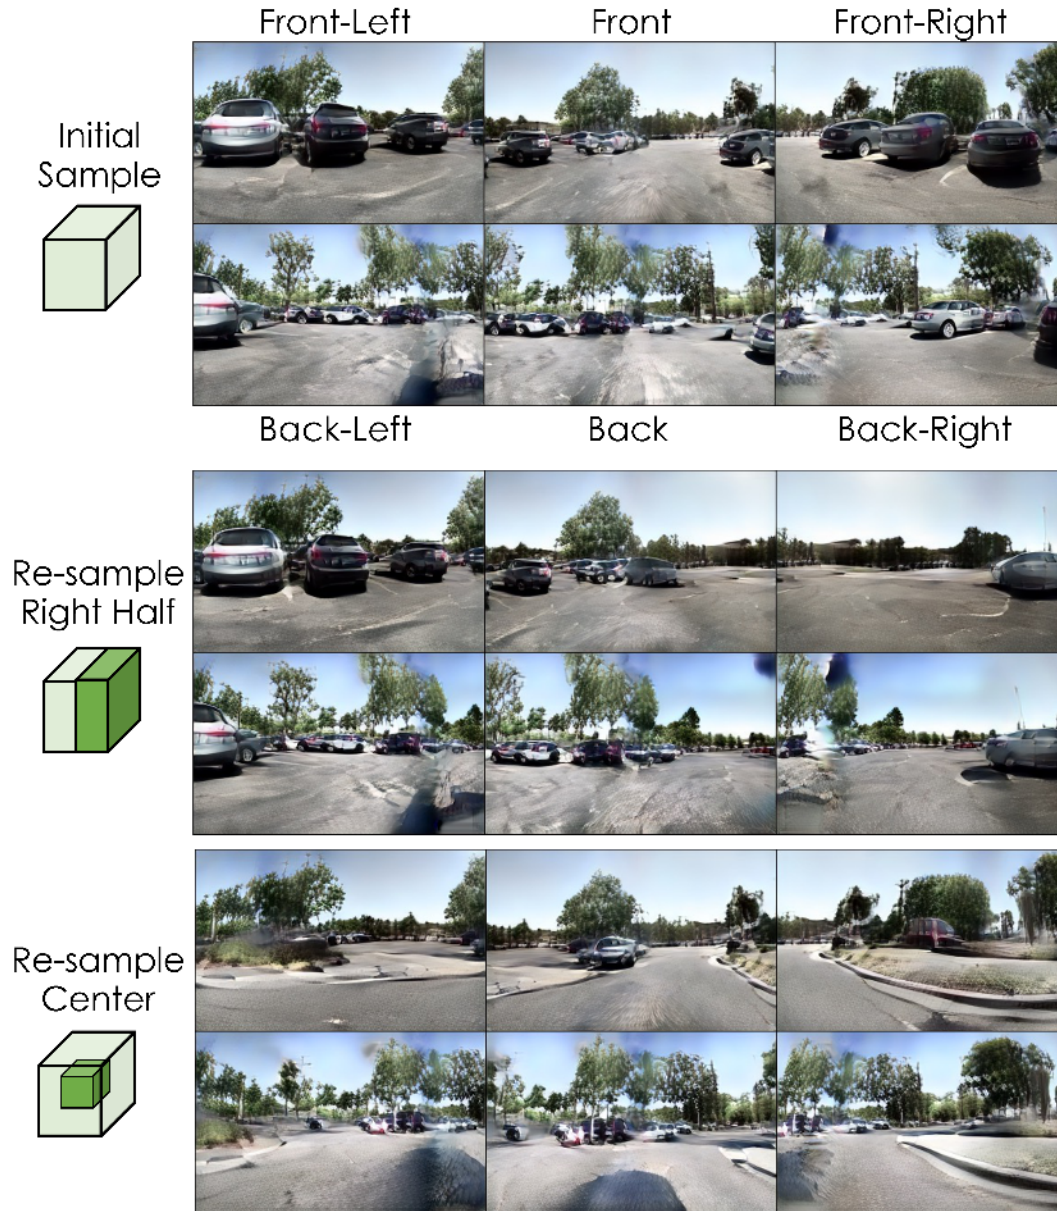 Front-Left Front Front-Right
Initial
Sample
Back-Left Back Back-Right
Re-sample
Right Half
Re-sample
Center